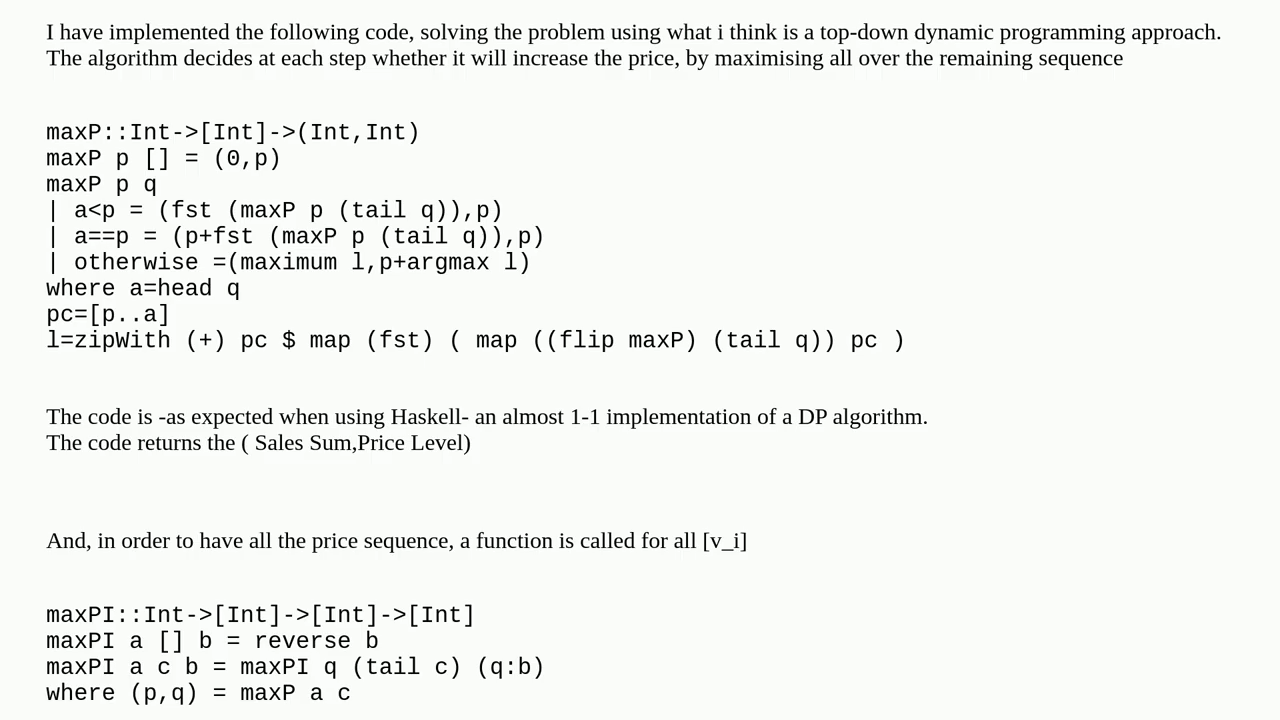 I have implemented the following code, solving the problem using what i think is a top-down dynamic programming approach.
The algorithm decides at each step whether it will increase the price, by maximising all over the remaining sequence
maxP::Int->[Int]->(Int,Int)
maxP p [] = (0,p)
maxP p q
| a<p = (fst (maxP p (tail q)),p)
| a==p = (p+fst (maxP p (tail q)),p)
| otherwise =(maximum l,p+argmax l)
where a=head q
pc=[p..a]
l=zipWith (+) pc $ map (fst) ( map ((flip maxP) (tail q)) pc )
The code is -as expected when using Haskell- an almost 1-1 implementation of a DP algorithm.
The code returns the ( Sales Sum,Price Level)
And, in order to have all the price sequence, a function is called for all [v_i]
maxPI::Int->[Int]->[Int]->[Int]
maxPI a [] b = reverse b
maxPI a c b = maxPI q (tail c) (q:b)
where (p,q) = maxP a c